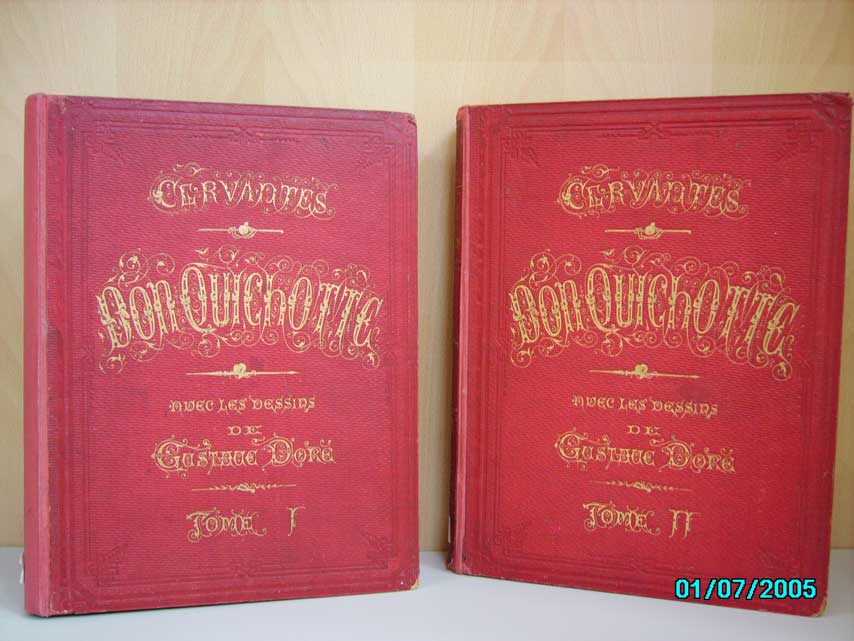 CERVANTES
DON QUICHOTTE
AVEC LES DESSINS
DE
GUSTAVE DORÉ
TOME I
CERVANTES
DON QUICHOTTE
AVEC LES DESSINS
DE
GUSTAVE DORÉ
TOME II
01/07/2005